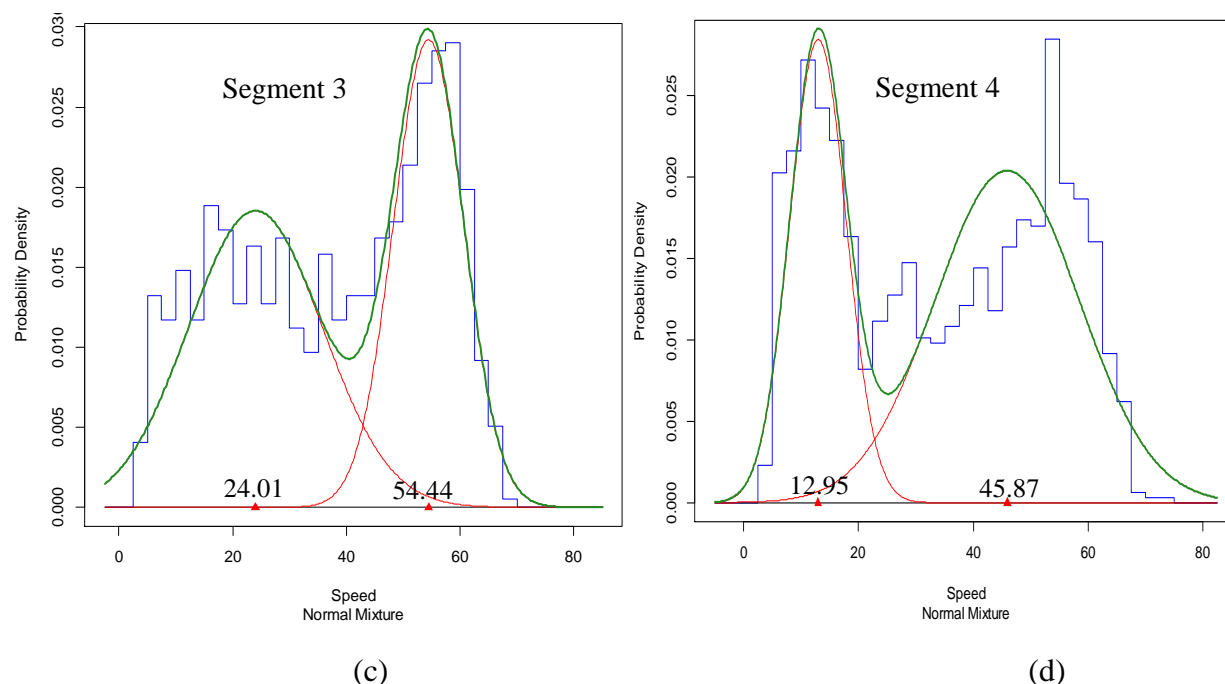 Segment 3
Probability Density
0.000
0.005
0.010
0.015
0.020
0.025
0.030
24.01
54.44
0
20
40
60
80
Speed
Normal Mixture
(c)
Segment 4
Probability Density
0.000
0.005
0.010
0.015
0.020
0.025
12.95
45.87
0
20
40
60
80
Speed
Normal Mixture
(d)